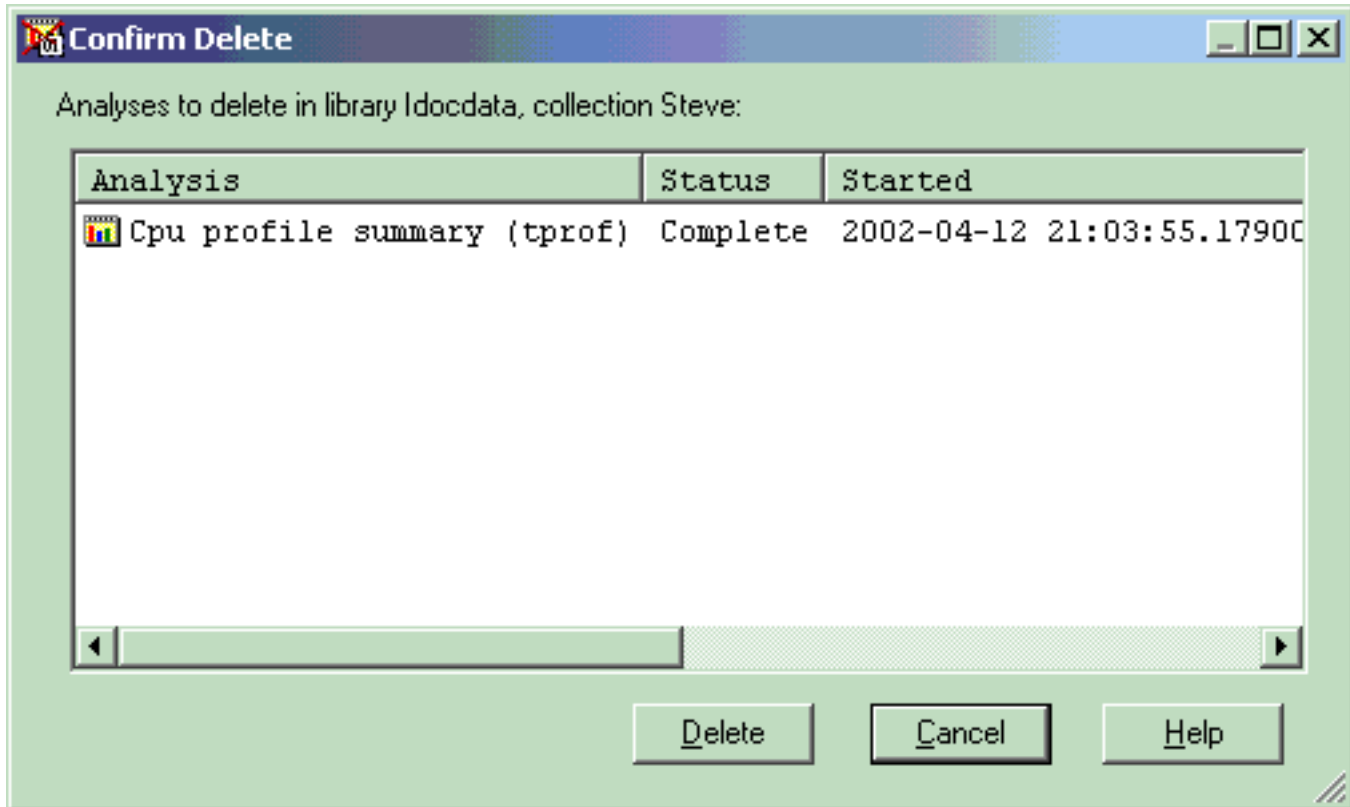 Confirm Delete
Analyses to delete in library Idocdata, collection Steve:
Analysis Status Started
Cpu profile summary (tprof) Complete 2002-04-12 21:03:55.17900
Delete Cancel Help